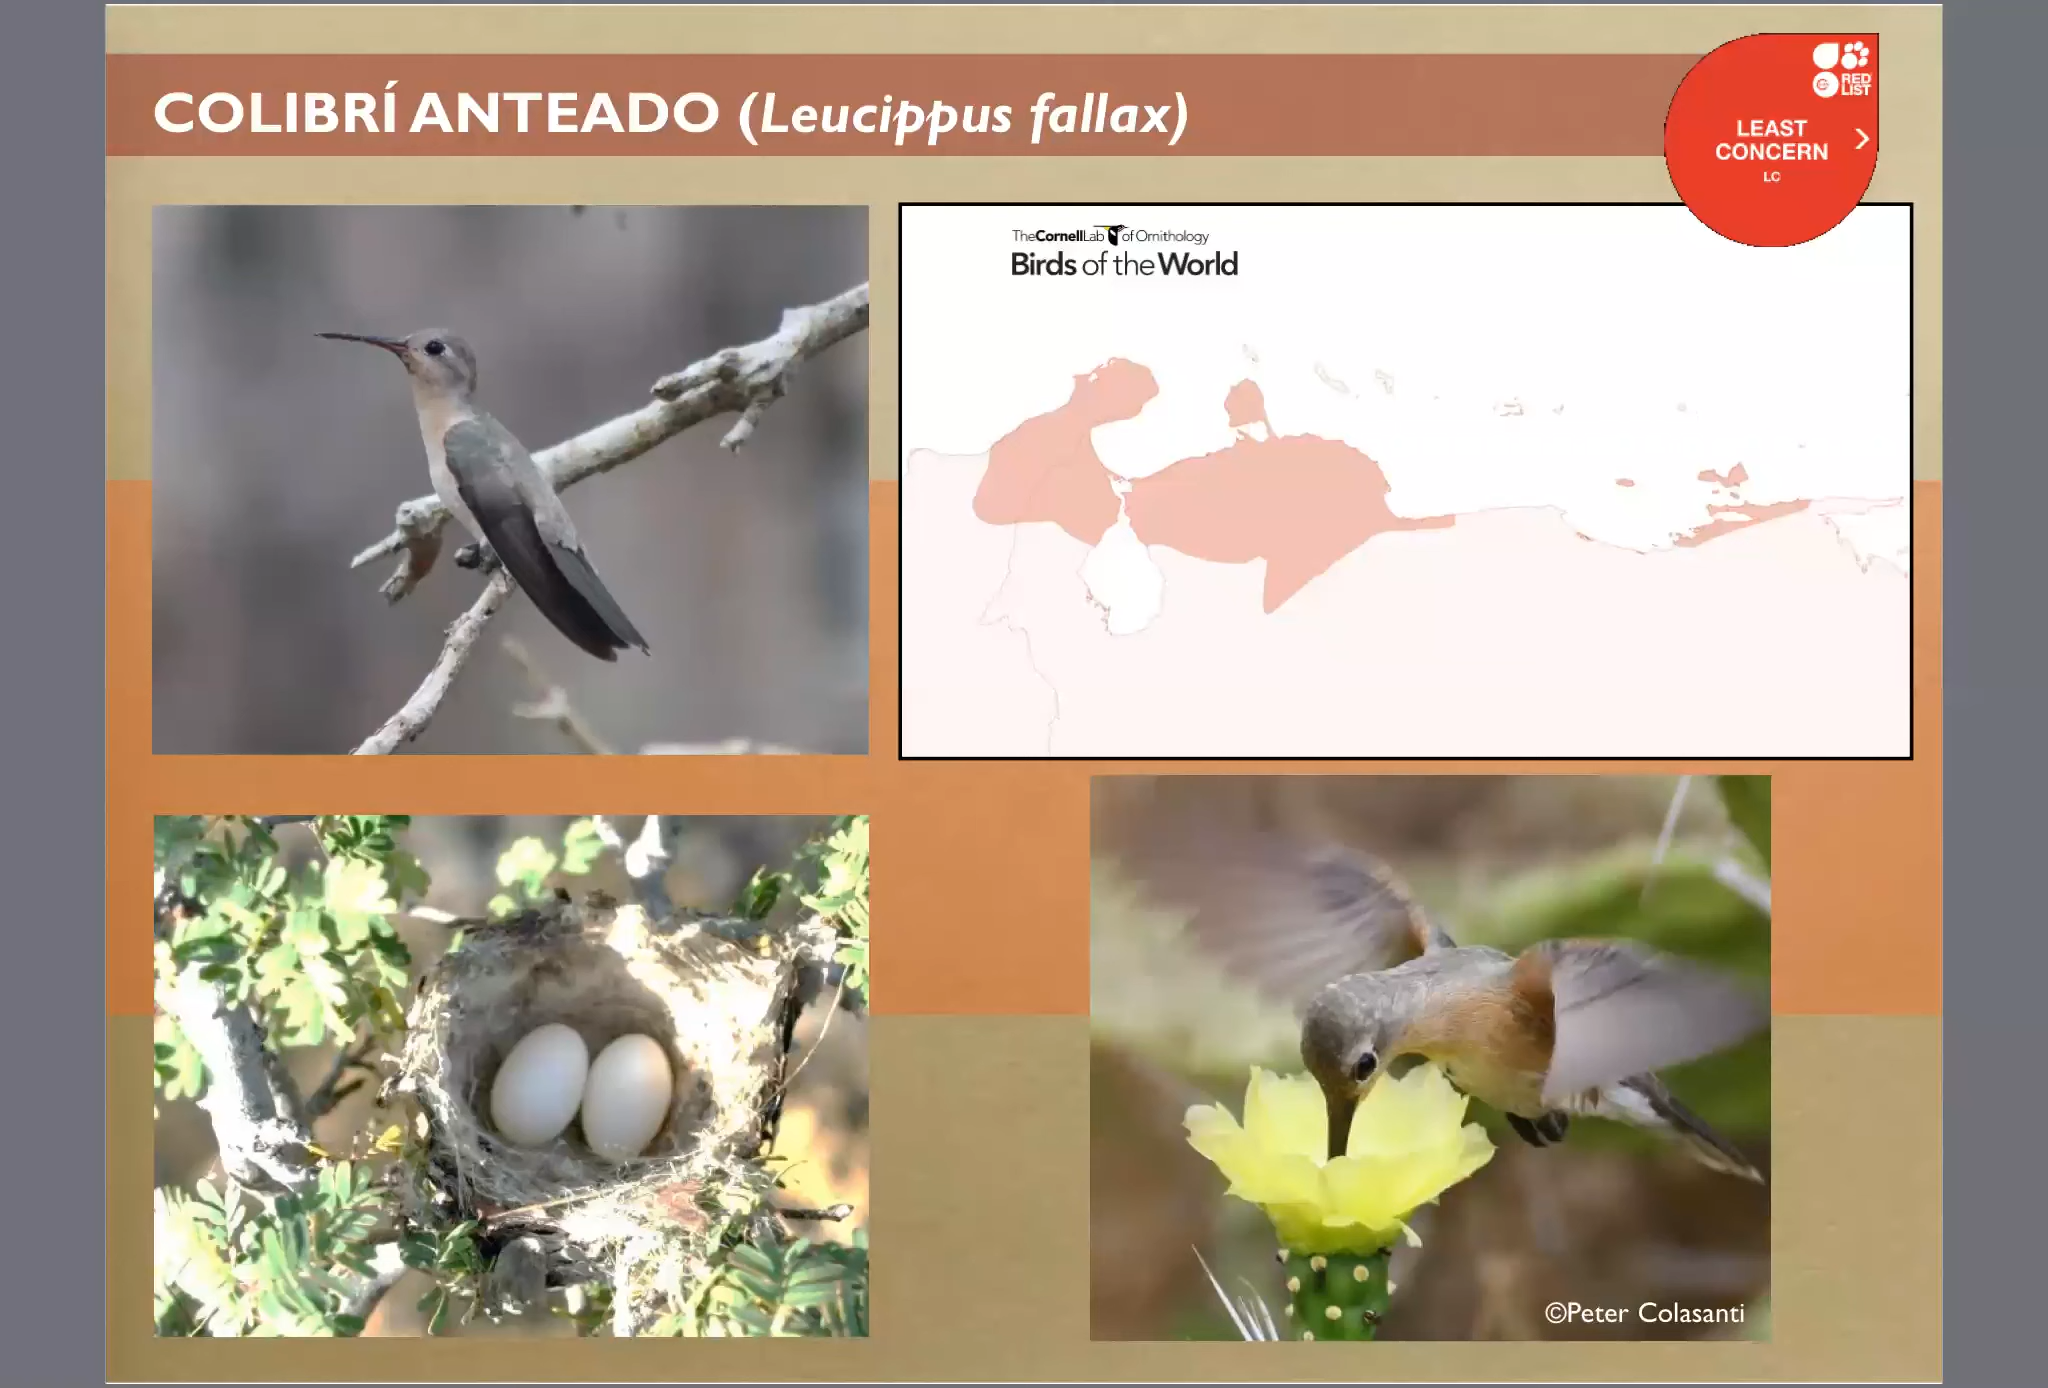 COLIBRÍ ANTEADO (Leucippus fallax)
RED
LIST
LEAST
CONCERN
LC
TheCornellLab of Ornithology
Birds of the World
©Peter Colasanti